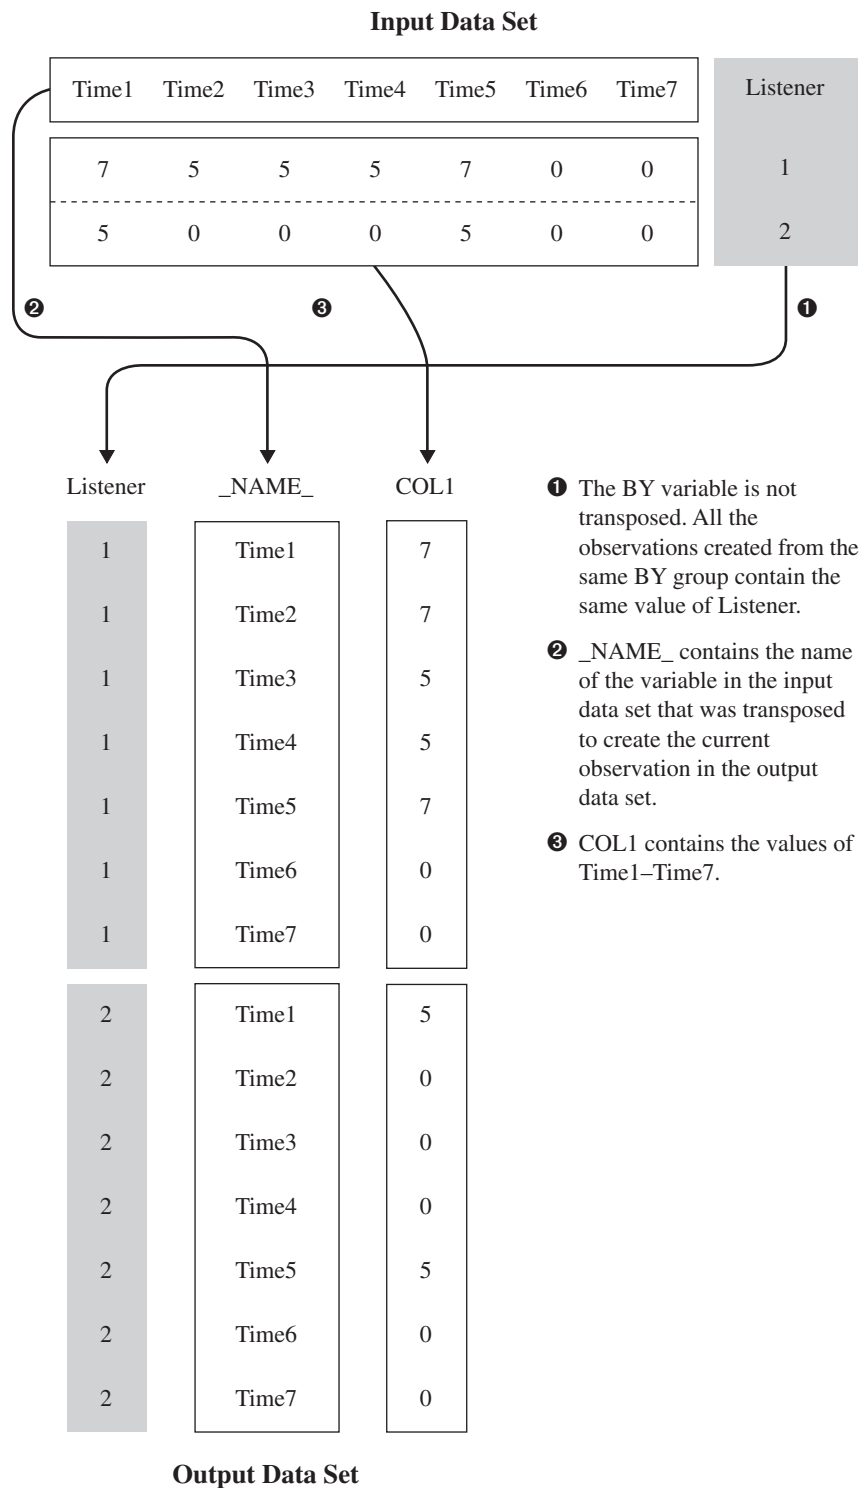 Input Data Set
Time1 Time2 Time3 Time4 Time5 Time6 Time7 Listener
7 5 5 5 7 0 0 1
5 0 0 0 5 0 0 2
❷ ❸ ❶
Listener _NAME_ COL1
1 Time1 7
1 Time2 7
1 Time3 5
1 Time4 5
1 Time5 7
1 Time6 0
1 Time7 0
2 Time1 5
2 Time2 0
2 Time3 0
2 Time4 0
2 Time5 5
2 Time6 0
2 Time7 0
❶ The BY variable is not
transposed. All the
observations created from the
same BY group contain the
same value of Listener.
❷ _NAME_ contains the name
of the variable in the input
data set that was transposed
to create the current
observation in the output
data set.
❸ COL1 contains the values of
Time1–Time7.
Output Data Set